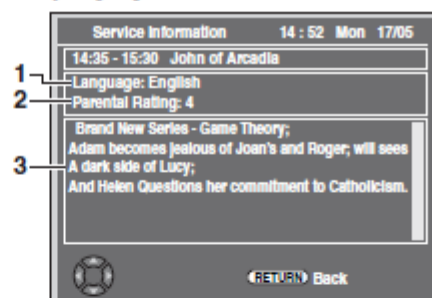 Service Information 14 : 52 Mon 17/05
14:35 - 15:30 John of Arcadia
1
Language: English
2
Parental Rating: 4
Brand New Series - Game Theory;
Adam becomes jealous of Joan's and Roger; will sees
3
A dark side of Lucy;
And Helen Questions her commitment to Catholicism.
RETURN Back